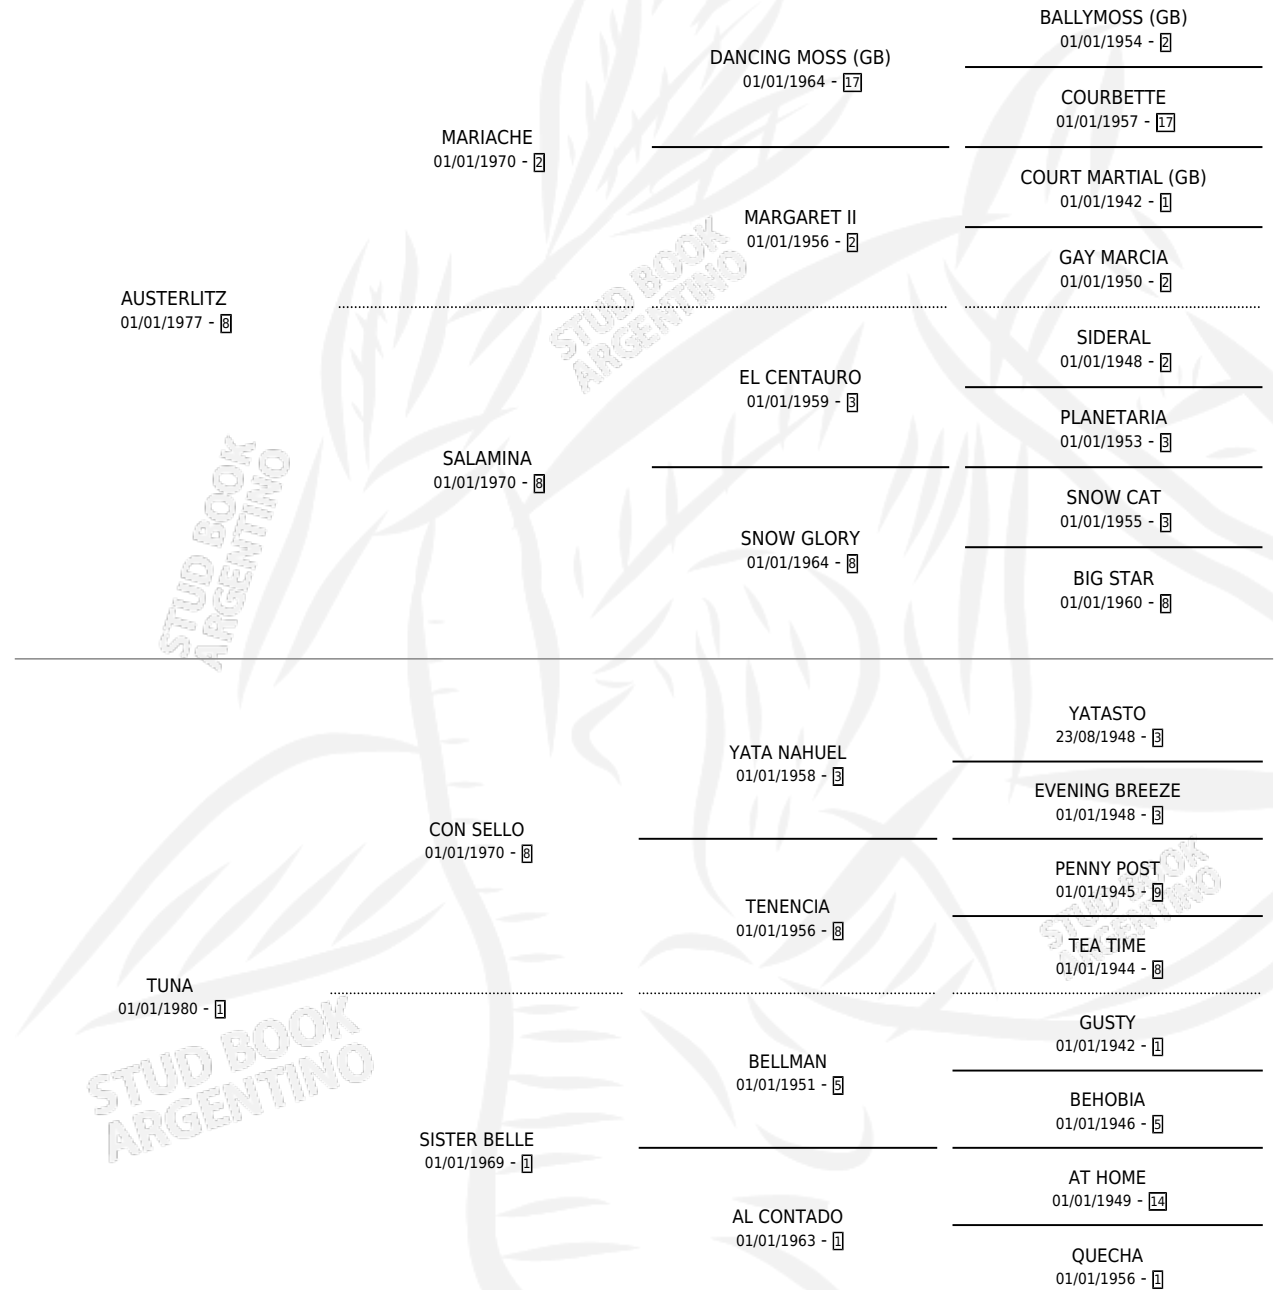 BALLYMOSS (GB)
01/01/1954 - 2
DANCING MOSS (GB)
01/01/1964 - 17
COURBETTE
01/01/1957 - 17
MARIACHE
01/01/1970 - 2
COURT MARTIAL (GB)
01/01/1942 - 1
MARGARET II
01/01/1956 - 2
GAY MARCIA
01/01/1950 - 2
AUSTERLITZ
01/01/1977 - 8
SIDERAL
01/01/1948 - 2
EL CENTAURO
01/01/1959 - 3
PLANETARIA
01/01/1953 - 3
SALAMINA
01/01/1970 - 8
SNOW CAT
01/01/1955 - 3
SNOW GLORY
01/01/1964 - 8
BIG STAR
01/01/1960 - 8
YATASTO
23/08/1948 - 3
YATA NAHUEL
01/01/1958 - 3
EVENING BREEZE
01/01/1948 - 3
CON SELLO
01/01/1970 - 8
PENNY POST
01/01/1945 - 9
TENENCIA
01/01/1956 - 8
TEA TIME
01/01/1944 - 8
TUNA
01/01/1980 - 1
GUSTY
01/01/1942 - 1
BELLMAN
01/01/1951 - 5
BEHOBIA
01/01/1946 - 5
SISTER BELLE
01/01/1969 - 1
AT HOME
01/01/1949 - 14
AL CONTADO
01/01/1963 - 1
QUECHA
01/01/1956 - 1
STUD BOOK
ARGENTINO
STUD BOOK
ARGENTINO
STUD BOOK
ARGENTINO
STUD BOOK
ARGENTINO